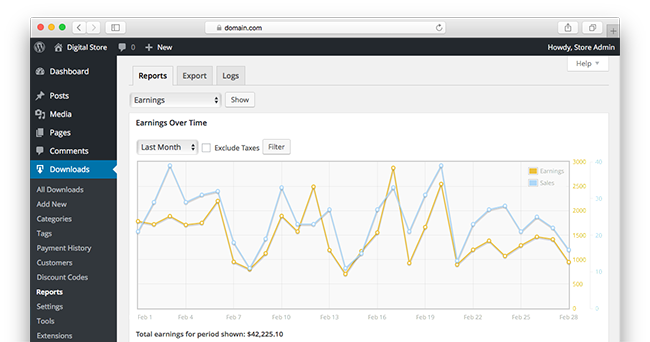 domain.com
Digital Store 0 New Howdy, Store Admin
Dashboard
Posts
Media
Pages
Comments
Downloads
All Downloads
Add New
Categories
Tags
Payment History
Customers
Discount Codes
Reports
Settings
Tools
Extensions
Help
Reports Export Logs
Earnings Show
Earnings Over Time
Last Month Exclude Taxes Filter
Earnings
Sales
3000 40
2500
2000 30
1500 20
1000
500 10
0 0
Feb 1 Feb 4 Feb 7 Feb 10 Feb 13 Feb 16 Feb 20 Feb 22 Feb 25 Feb 28
Total earnings for period shown: $42,225.10